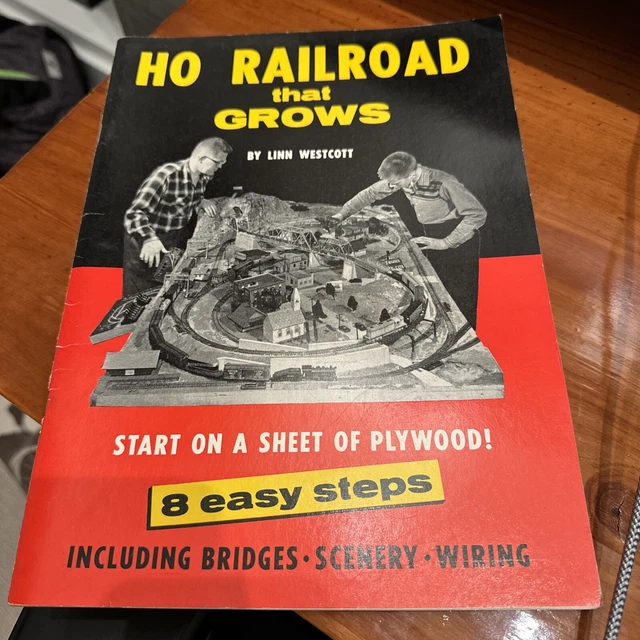 HO RAILROAD
that
GROWS
BY LINN WESTCOTT
START ON A SHEET OF PLYWOOD!
8 easy steps
INCLUDING BRIDGES · SCENERY · WIRING